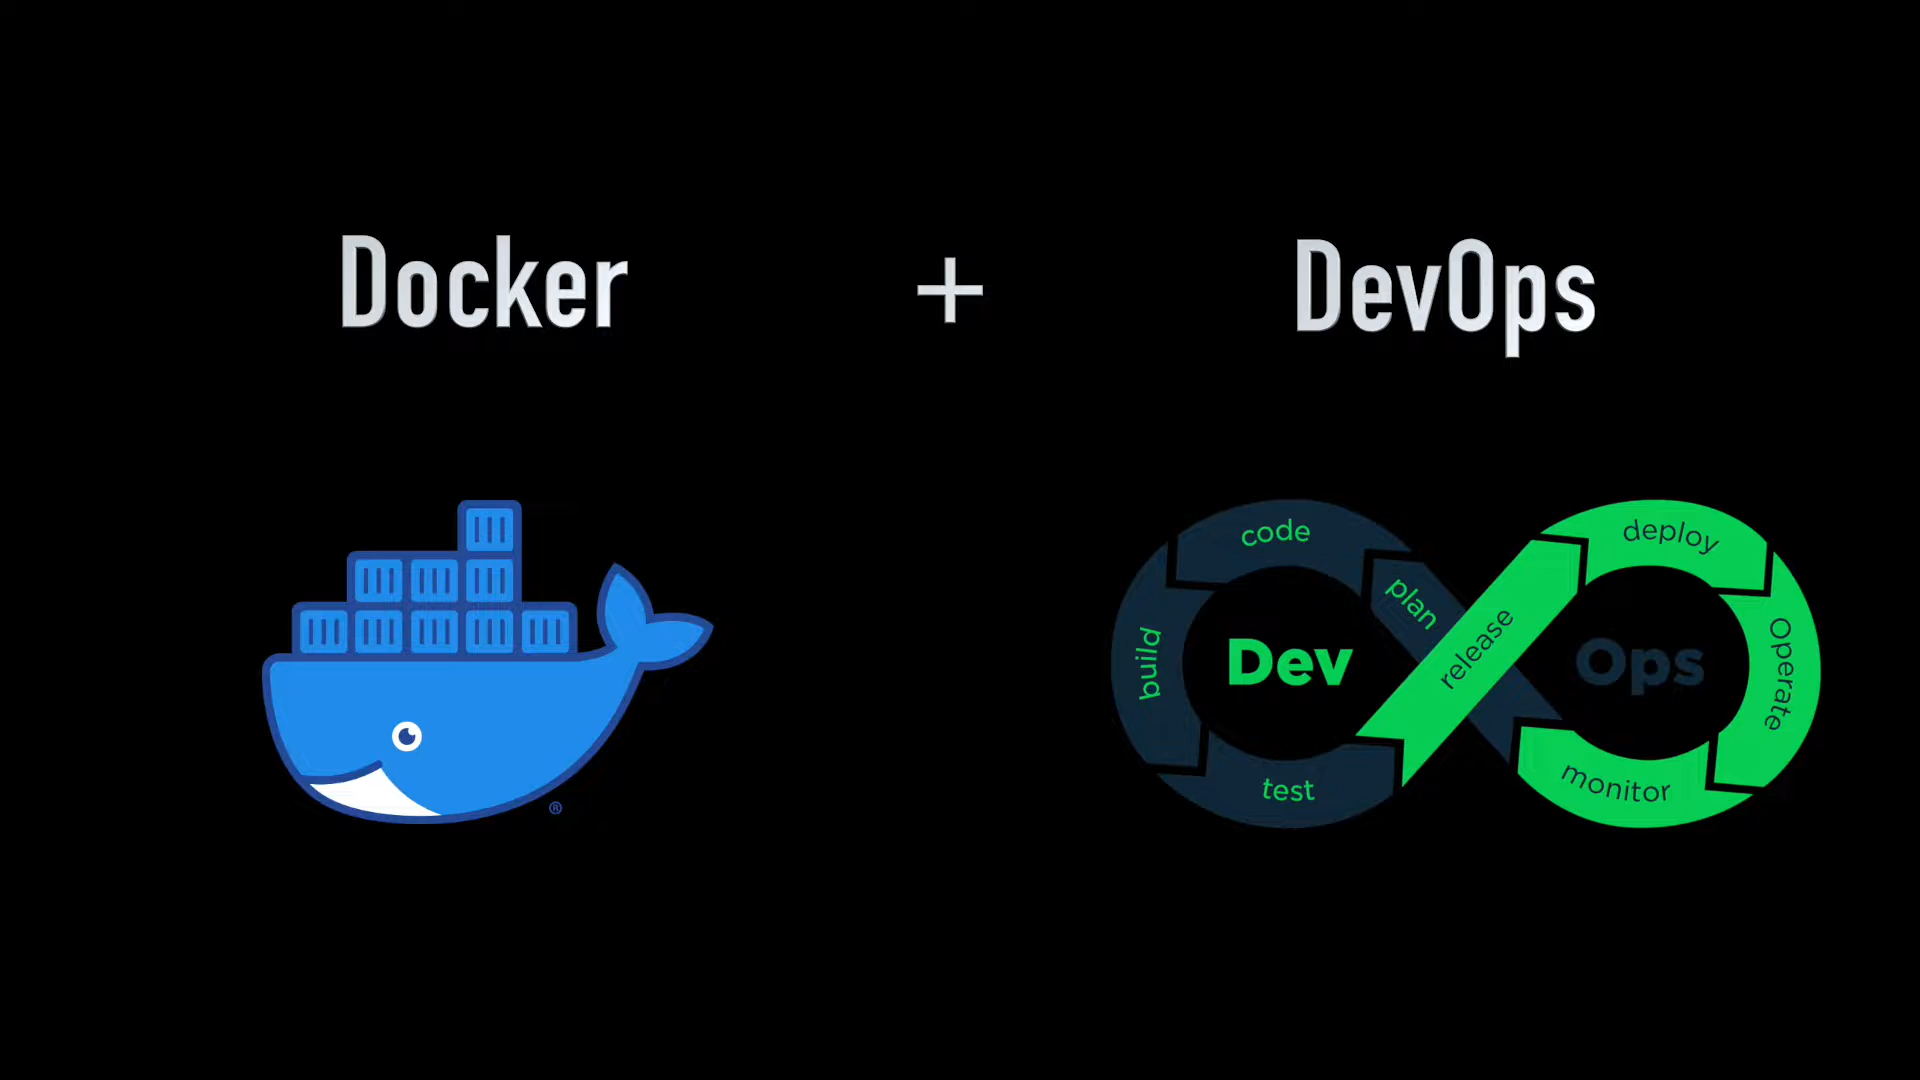 Docker + DevOps
code
deploy
plan
release
build
Dev
Ops
Operate
test
monitor
®